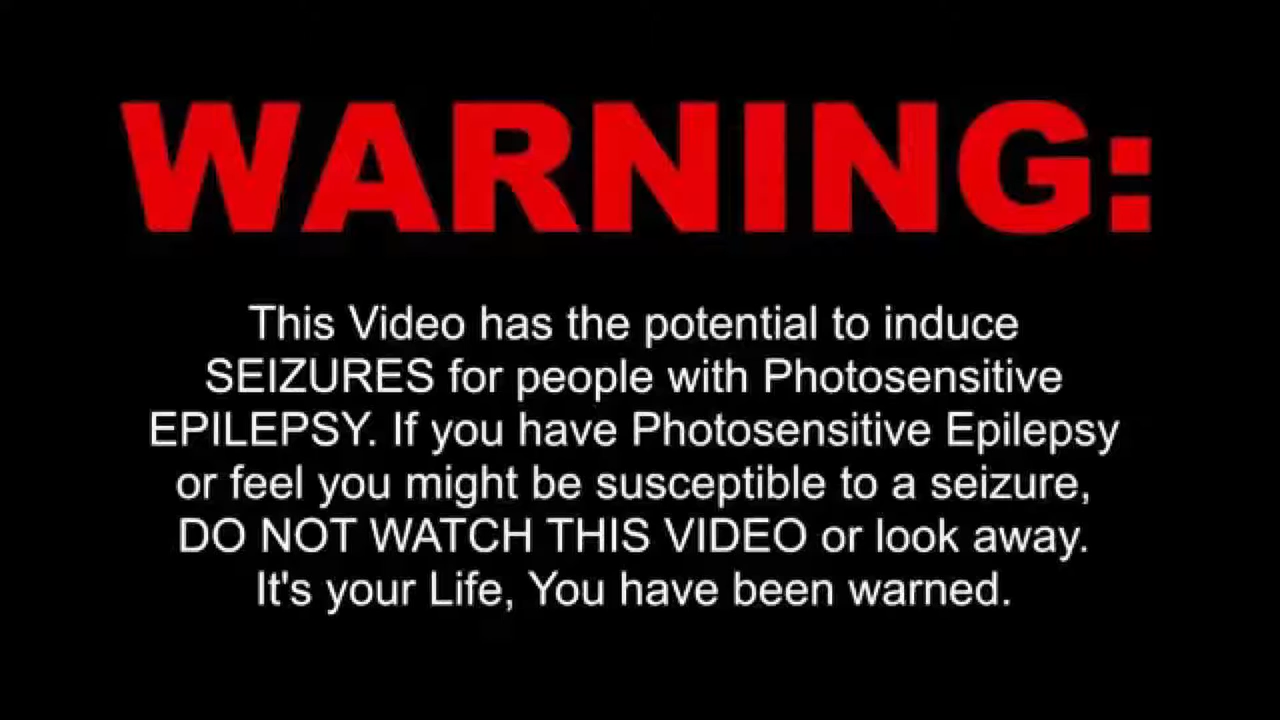 WARNING:
This Video has the potential to induce
SEIZURES for people with Photosensitive
EPILEPSY. If you have Photosensitive Epilepsy
or feel you might be susceptible to a seizure,
DO NOT WATCH THIS VIDEO or look away.
It's your Life, You have been warned.